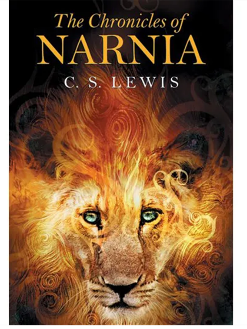 The Chronicles of
NARNIA
C. S. LEWIS